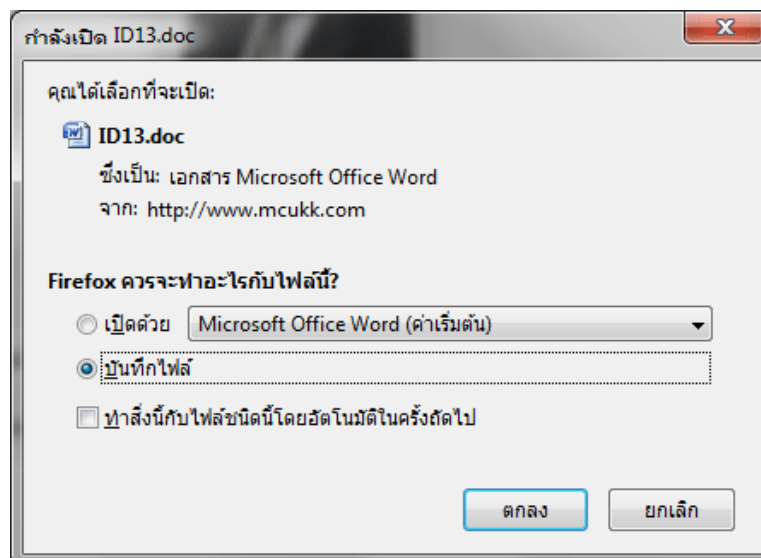 กำลังเปิด ID13.doc
คุณได้เลือกที่จะเปิด:
ID13.doc
ซึ่งเป็น: เอกสาร Microsoft Office Word
จาก: http://www.mcukk.com
Firefox ควรจะทำอะไรกับไฟล์นี้?
เปิดด้วย Microsoft Office Word (ค่าเริ่มต้น)
บันทึกไฟล์
ทำสิ่งนี้กับไฟล์ชนิดนี้โดยอัตโนมัติในครั้งถัดไป
ตกลง ยกเลิก